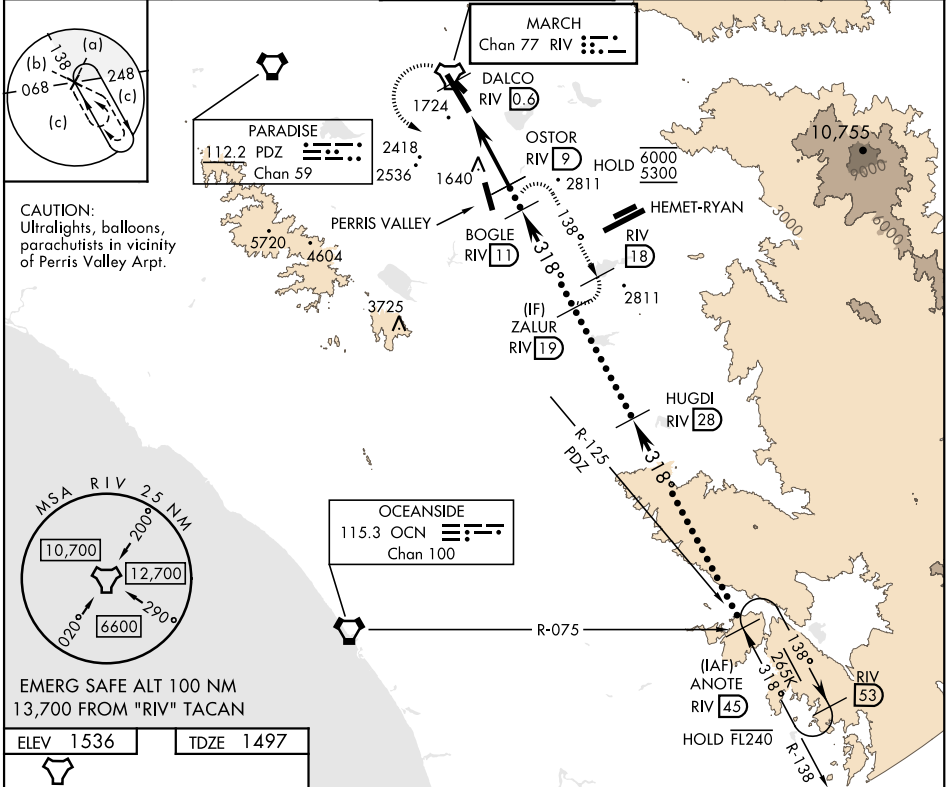 138
(a)
(b)
248
068
(c)
(c)
MARCH
Chan 77 RIV
DALCO
RIV 0.6
1724
PARADISE
112.2 PDZ
Chan 59
2418
2536
1640
OSTOR
RIV 9
HOLD 6000
5300
2811
10,755
9000
6000
3000
PERRIS VALLEY
HEMET-RYAN
CAUTION:
Ultralights, balloons,
parachutists in vicinity
of Perris Valley Arpt.
BOGLE
RIV 11
138°
RIV
18
318°
5720
4604
2811
3725
(IF)
ZALUR
RIV 19
HUGDI
RIV 28
R-125
PDZ
318°
MSA RIV 25 NM
200°
10,700
12,700
020°
290°
6600
OCEANSIDE
115.3 OCN
Chan 100
R-075
138°
265K
318°
(IAF)
ANOTE
RIV 45
RIV
53
HOLD FL240
R-138
EMERG SAFE ALT 100 NM
13,700 FROM "RIV" TACAN
ELEV 1536
TDZE 1497